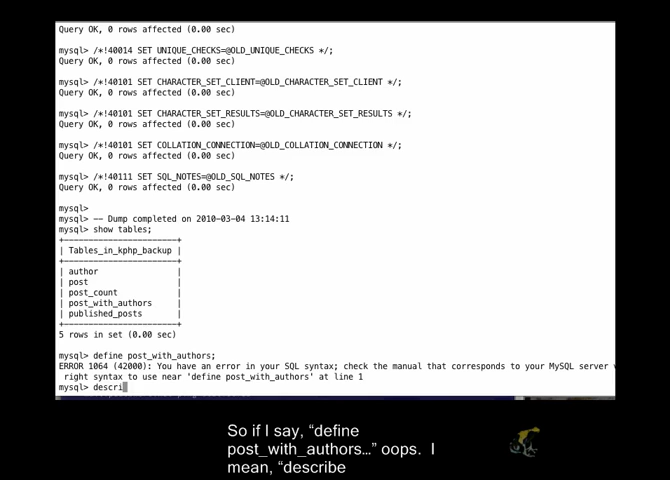 Query OK, 0 rows affected (0.00 sec)
mysql> /*!40014 SET UNIQUE_CHECKS=@OLD_UNIQUE_CHECKS */;
Query OK, 0 rows affected (0.00 sec)
mysql> /*!40101 SET CHARACTER_SET_CLIENT=@OLD_CHARACTER_SET_CLIENT */;
Query OK, 0 rows affected (0.00 sec)
mysql> /*!40101 SET CHARACTER_SET_RESULTS=@OLD_CHARACTER_SET_RESULTS */;
Query OK, 0 rows affected (0.00 sec)
mysql> /*!40101 SET COLLATION_CONNECTION=@OLD_COLLATION_CONNECTION */;
Query OK, 0 rows affected (0.00 sec)
mysql> /*!40111 SET SQL_NOTES=@OLD_SQL_NOTES */;
Query OK, 0 rows affected (0.00 sec)
mysql>
mysql> -- Dump completed on 2010-03-04 13:14:11
mysql> show tables;
+-----------------------+
| Tables_in_kphp_backup |
+-----------------------+
| author                |
| post                  |
| post_count            |
| post_with_authors     |
| published_posts       |
+-----------------------+
5 rows in set (0.00 sec)
mysql> define post_with_authors;
ERROR 1064 (42000): You have an error in your SQL syntax; check the manual that corresponds to your MySQL server
right syntax to use near 'define post_with_authors' at line 1
mysql> descri
So if I say, “define
post_with_authors…” oops.  I
mean, “describe